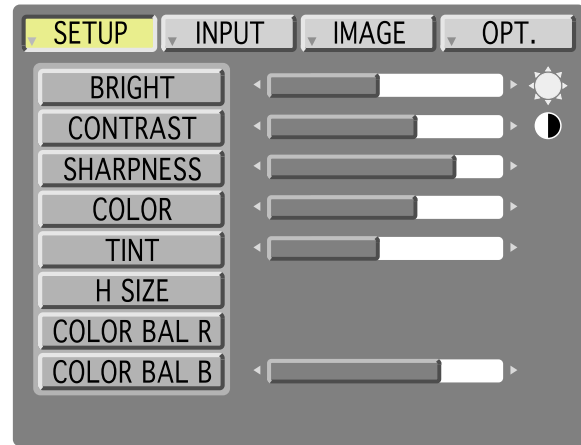 SETUP INPUT IMAGE OPT.
BRIGHT
CONTRAST
SHARPNESS
COLOR
TINT
H SIZE
COLOR BAL R
COLOR BAL B